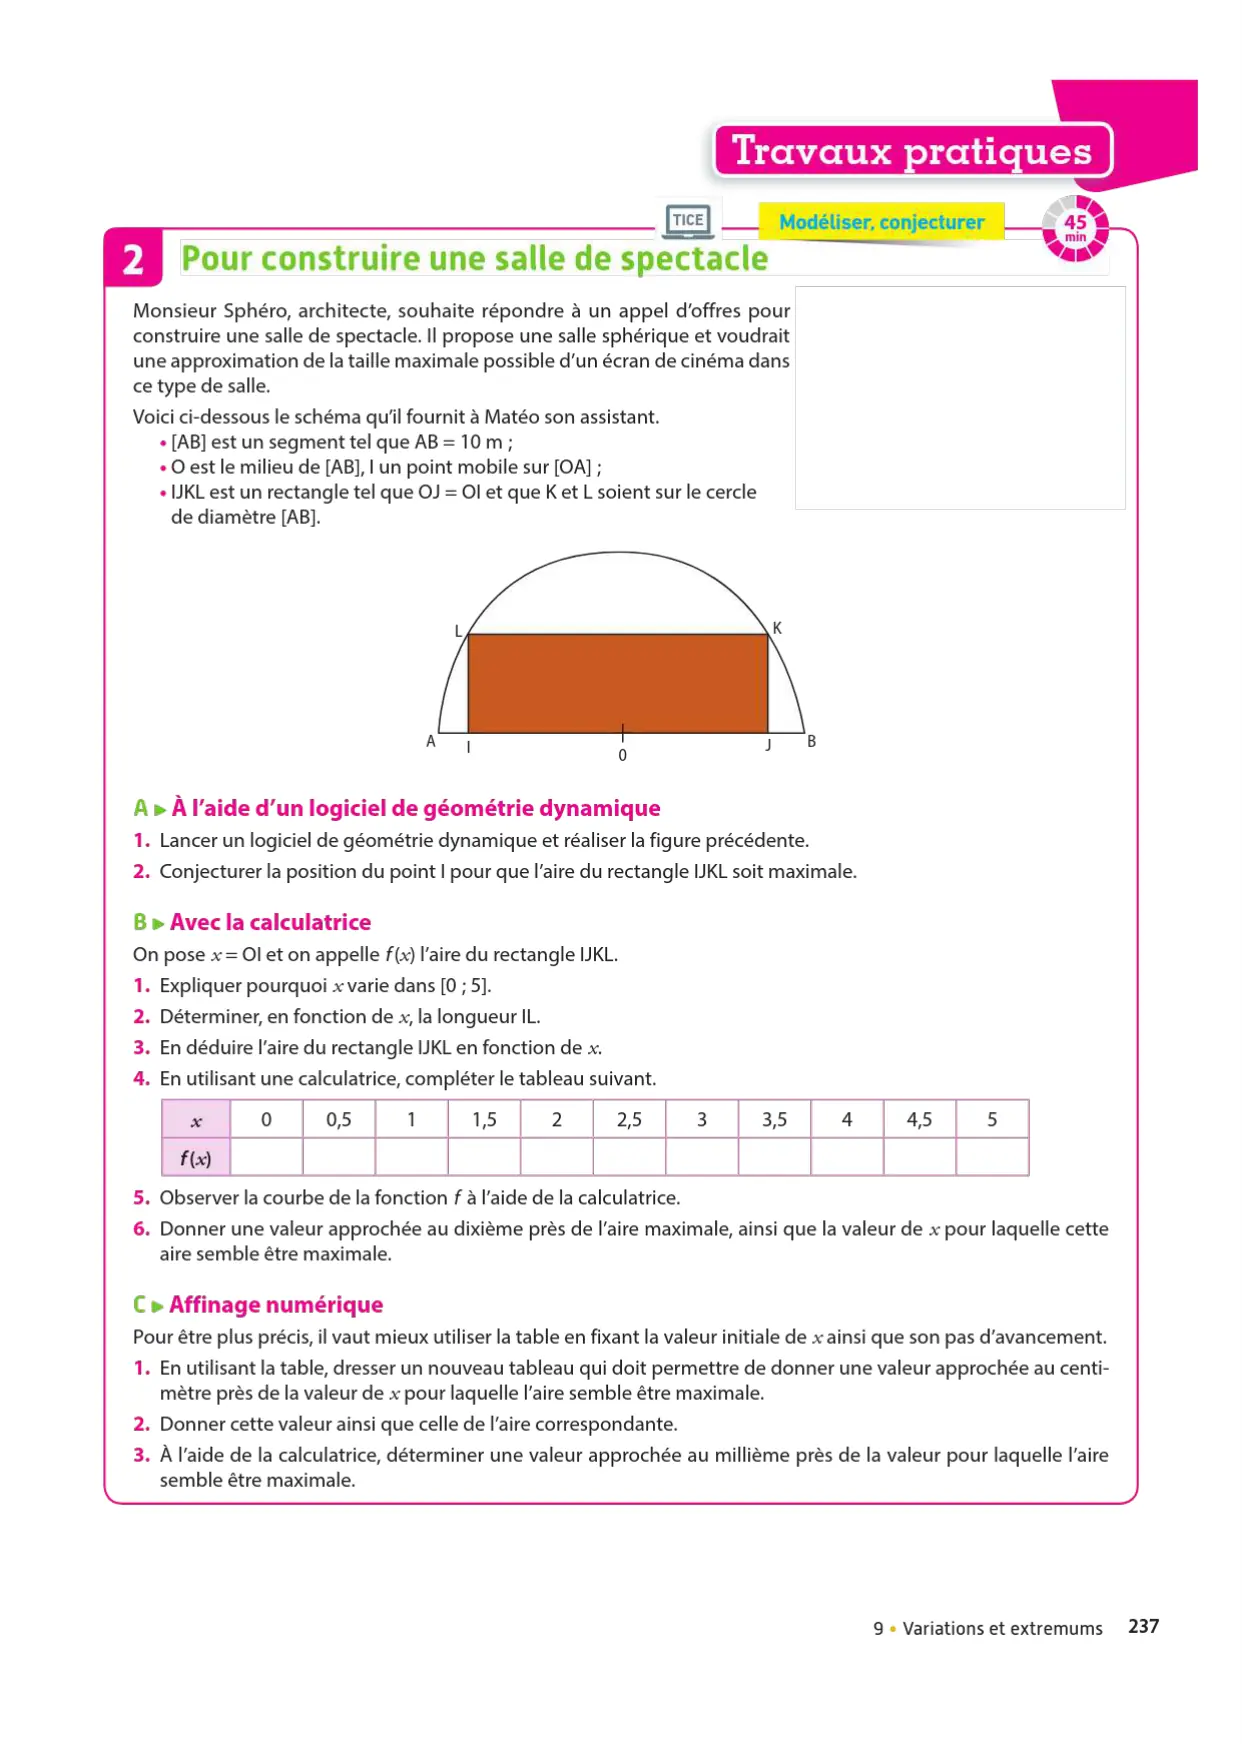 Travaux pratiques
TICE
Modéliser, conjecturer
45
min
2
Pour construire une salle de spectacle
Monsieur Sphéro, architecte, souhaite répondre à un appel d’offres pour
construire une salle de spectacle. Il propose une salle sphérique et voudrait
une approximation de la taille maximale possible d’un écran de cinéma dans
ce type de salle.
Voici ci-dessous le schéma qu’il fournit à Matéo son assistant.
• [AB] est un segment tel que AB = 10 m ;
• O est le milieu de [AB], I un point mobile sur [OA] ;
• IJKL est un rectangle tel que OJ = OI et que K et L soient sur le cercle
de diamètre [AB].
L
K
A
I
0
J
B
A ▶ À l’aide d’un logiciel de géométrie dynamique
1. Lancer un logiciel de géométrie dynamique et réaliser la figure précédente.
2. Conjecturer la position du point I pour que l’aire du rectangle IJKL soit maximale.
B ▶ Avec la calculatrice
On pose x = OI et on appelle f(x) l’aire du rectangle IJKL.
1. Expliquer pourquoi x varie dans [0 ; 5].
2. Déterminer, en fonction de x, la longueur IL.
3. En déduire l’aire du rectangle IJKL en fonction de x.
4. En utilisant une calculatrice, compléter le tableau suivant.
x 0 0,5 1 1,5 2 2,5 3 3,5 4 4,5 5
f(x)
5. Observer la courbe de la fonction f à l’aide de la calculatrice.
6. Donner une valeur approchée au dixième près de l’aire maximale, ainsi que la valeur de x pour laquelle cette
aire semble être maximale.
C ▶ Affinage numérique
Pour être plus précis, il vaut mieux utiliser la table en fixant la valeur initiale de x ainsi que son pas d’avancement.
1. En utilisant la table, dresser un nouveau tableau qui doit permettre de donner une valeur approchée au centi-
mètre près de la valeur de x pour laquelle l’aire semble être maximale.
2. Donner cette valeur ainsi que celle de l’aire correspondante.
3. À l’aide de la calculatrice, déterminer une valeur approchée au millième près de la valeur pour laquelle l’aire
semble être maximale.
9 • Variations et extremums 237